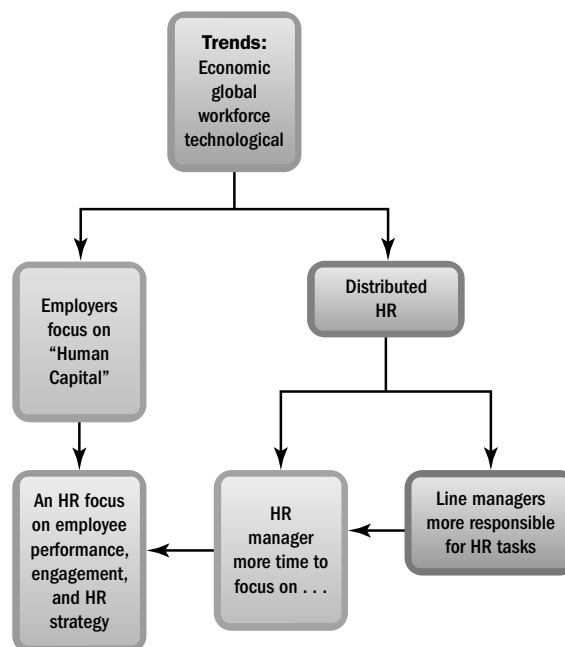 Trends:
Economic
global
workforce
technological
Employers
focus on
“Human
Capital”
Distributed
HR
An HR focus
on employee
performance,
engagement,
and HR
strategy
HR
manager
more time to
focus on . . .
Line managers
more responsible
for HR tasks